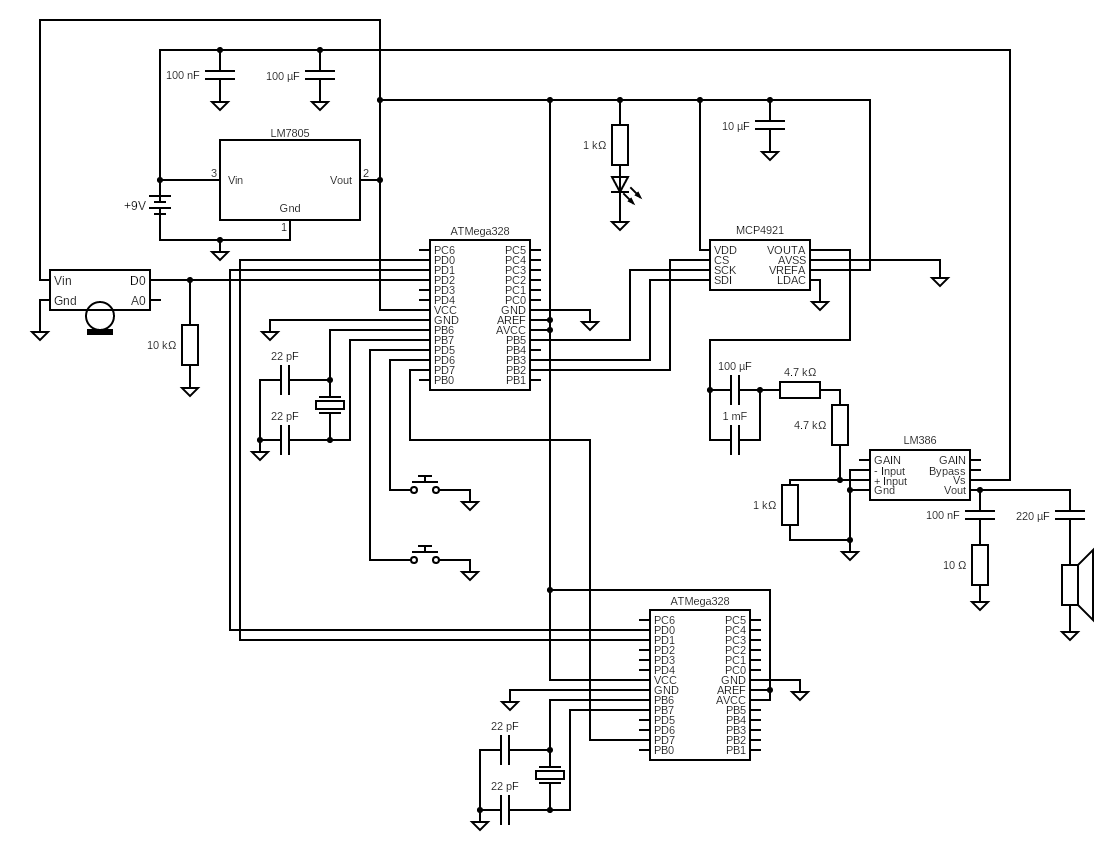 100 nF
100 µF
LM7805
3
Vin
Vout
2
Gnd
1
+9V
1 kΩ
10 µF
Vin
D0
Gnd
A0
10 kΩ
ATMega328
PC6
PD0
PD1
PD2
PD3
PD4
VCC
GND
PB6
PB7
PD5
PD6
PD7
PB0
PC5
PC4
PC3
PC2
PC1
PC0
GND
AREF
AVCC
PB5
PB4
PB3
PB2
PB1
MCP4921
VDD
CS
SCK
SDI
VOUTA
AVSS
VREFA
LDAC
22 pF
22 pF
100 µF
4.7 kΩ
1 mF
4.7 kΩ
LM386
GAIN
- Input
+ Input
Gnd
GAIN
Bypass
Vs
Vout
1 kΩ
100 nF
220 µF
10 Ω
ATMega328
PC6
PD0
PD1
PD2
PD3
PD4
VCC
GND
PB6
PB7
PD5
PD6
PD7
PB0
PC5
PC4
PC3
PC2
PC1
PC0
GND
AREF
AVCC
PB5
PB4
PB3
PB2
PB1
22 pF
22 pF